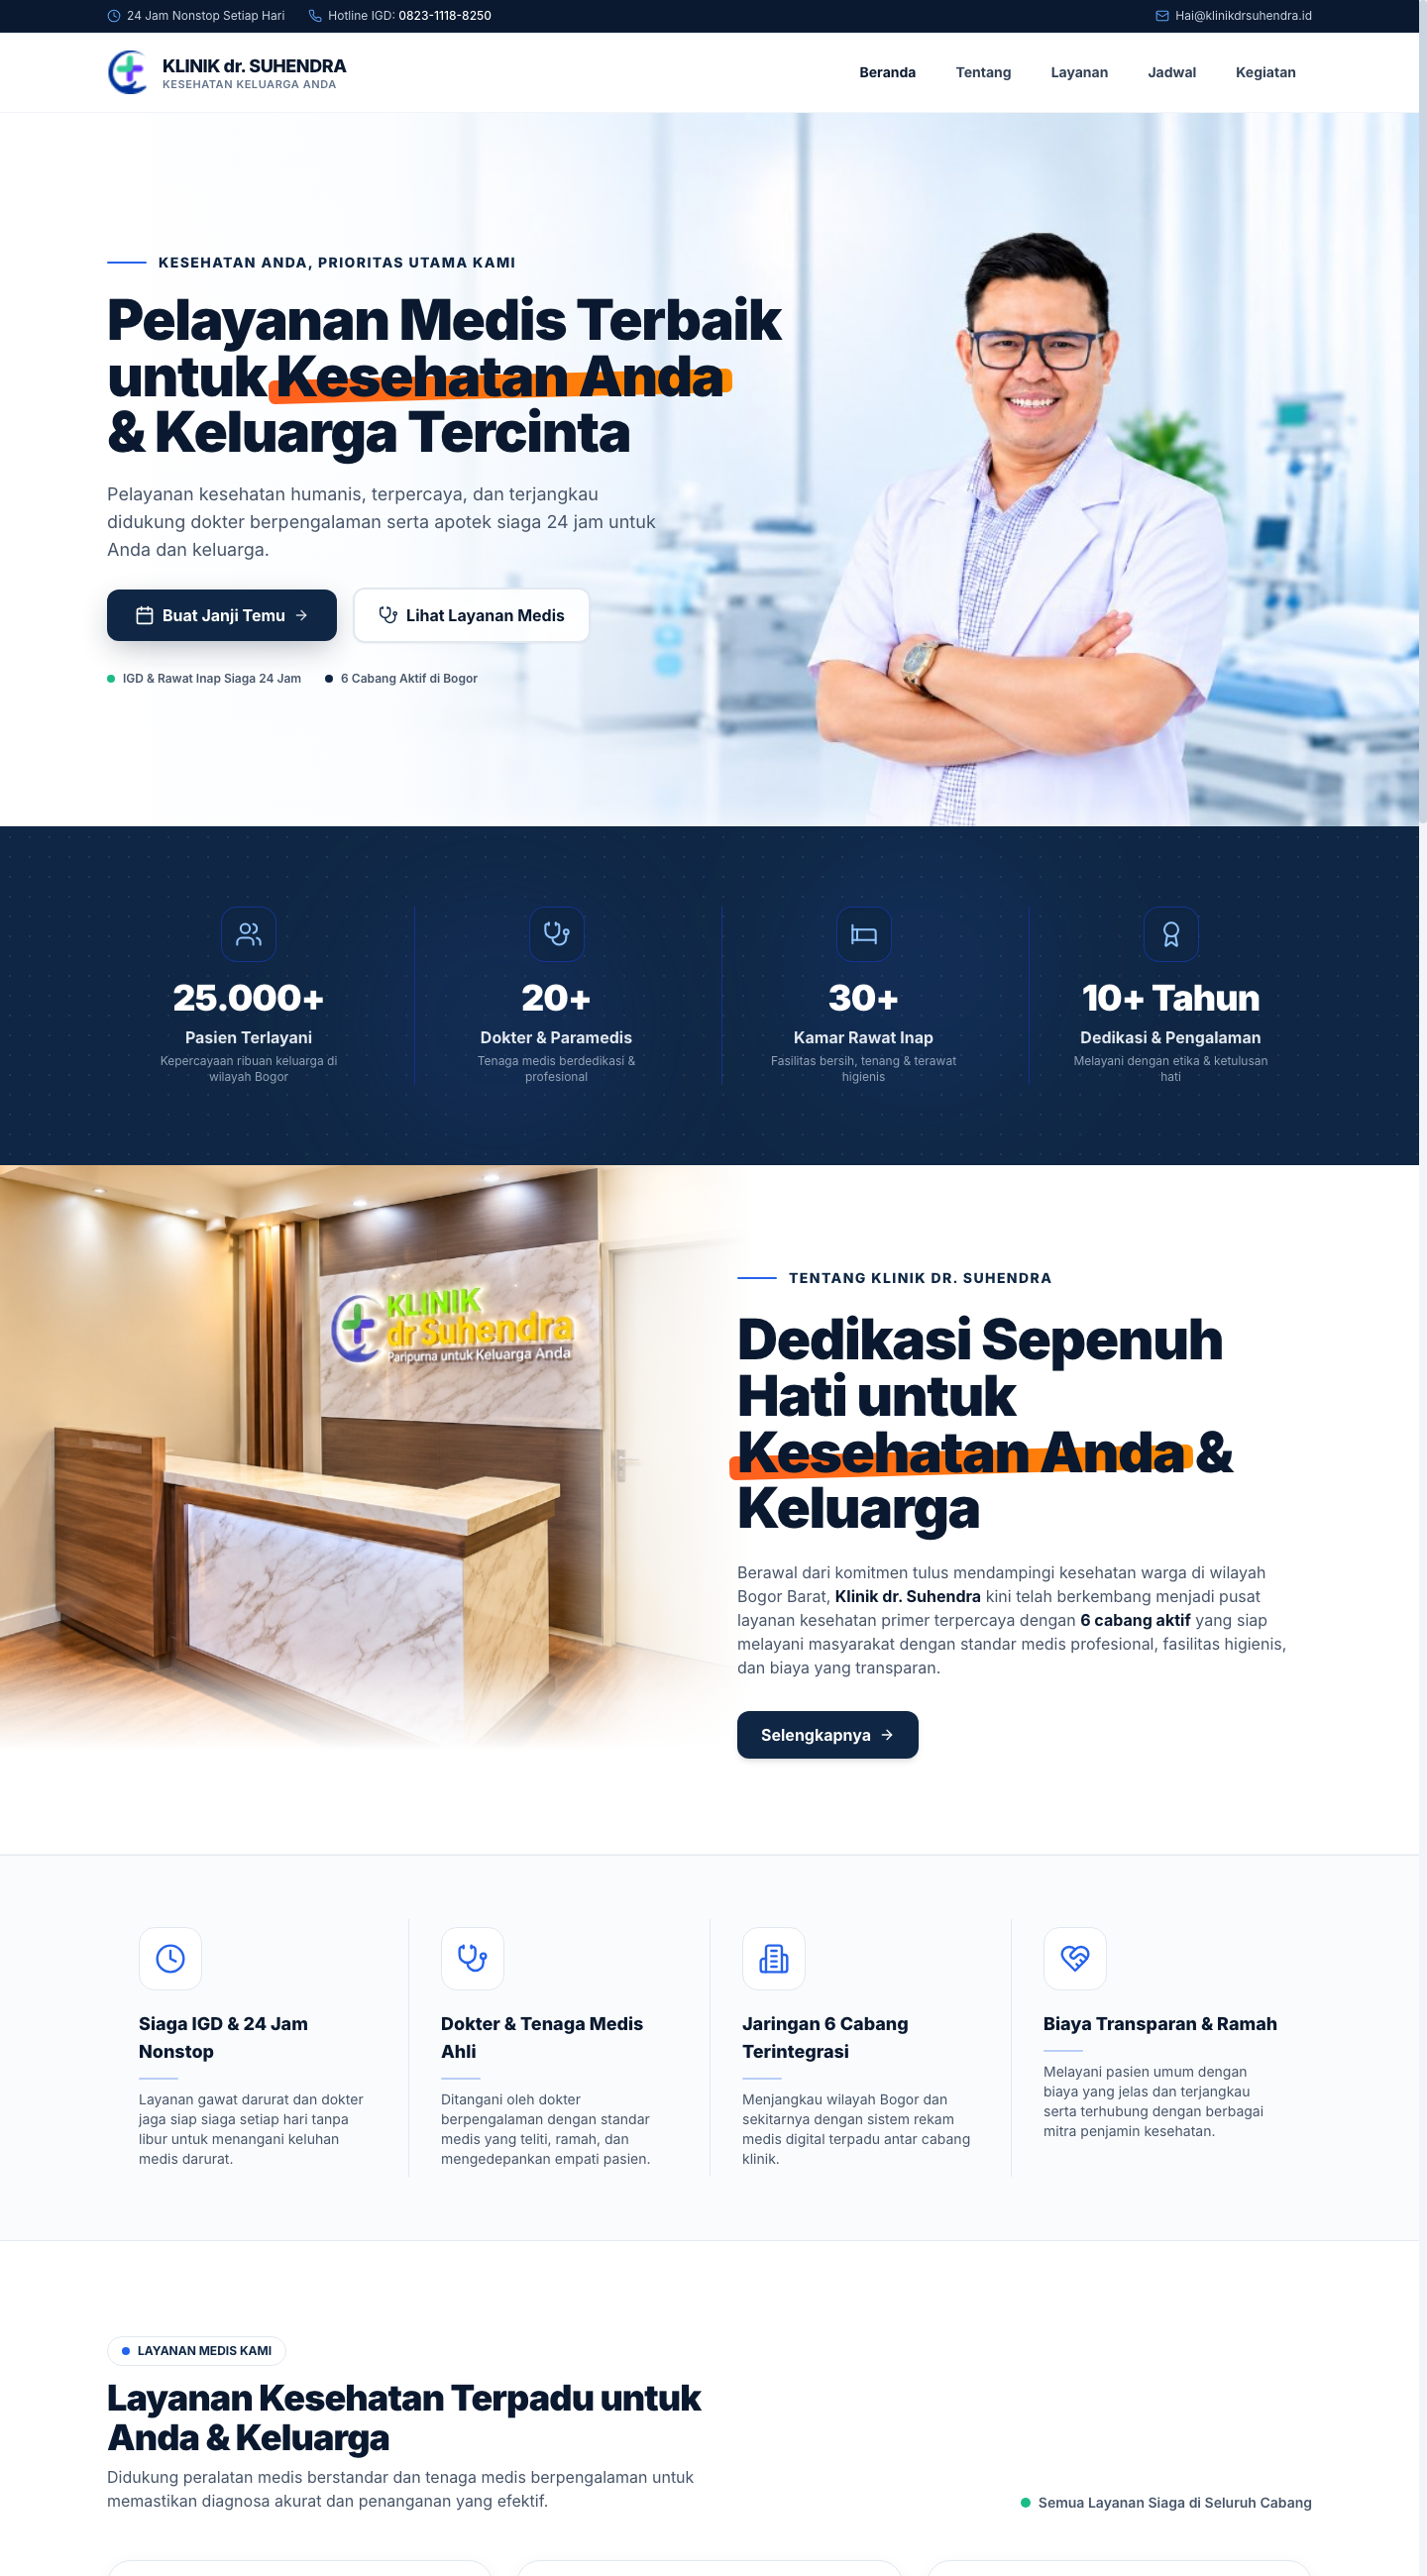 24 Jam Nonstop Setiap Hari
Hotline IGD: 0823-1118-8250
Hai@klinikdrsuhendra.id
KLINIK dr. SUHENDRA
KESEHATAN KELUARGA ANDA
Beranda
Tentang
Layanan
Jadwal
Kegiatan
KESEHATAN ANDA, PRIORITAS UTAMA KAMI
Pelayanan Medis Terbaik
untuk Kesehatan Anda
& Keluarga Tercinta
Pelayanan kesehatan humanis, terpercaya, dan terjangkau
didukung dokter berpengalaman serta apotek siaga 24 jam untuk
Anda dan keluarga.
Buat Janji Temu
Lihat Layanan Medis
IGD & Rawat Inap Siaga 24 Jam
6 Cabang Aktif di Bogor
25.000+
Pasien Terlayani
Kepercayaan ribuan keluarga di
wilayah Bogor
20+
Dokter & Paramedis
Tenaga medis berdedikasi &
profesional
30+
Kamar Rawat Inap
Fasilitas bersih, tenang & terawat
higienis
10+ Tahun
Dedikasi & Pengalaman
Melayani dengan etika & ketulusan
hati
KLINIK
dr Suhendra
Paripurna untuk Keluarga Anda
TENTANG KLINIK DR. SUHENDRA
Dedikasi Sepenuh
Hati untuk
Kesehatan Anda &
Keluarga
Berawal dari komitmen tulus mendampingi kesehatan warga di wilayah
Bogor Barat, Klinik dr. Suhendra kini telah berkembang menjadi pusat
layanan kesehatan primer terpercaya dengan 6 cabang aktif yang siap
melayani masyarakat dengan standar medis profesional, fasilitas higienis,
dan biaya yang transparan.
Selengkapnya
Siaga IGD & 24 Jam
Nonstop
Layanan gawat darurat dan dokter
jaga siap siaga setiap hari tanpa
libur untuk menangani keluhan
medis darurat.
Dokter & Tenaga Medis
Ahli
Ditangani oleh dokter
berpengalaman dengan standar
medis yang teliti, ramah, dan
mengedepankan empati pasien.
Jaringan 6 Cabang
Terintegrasi
Menjangkau wilayah Bogor dan
sekitarnya dengan sistem rekam
medis digital terpadu antar cabang
klinik.
Biaya Transparan & Ramah
Melayani pasien umum dengan
biaya yang jelas dan terjangkau
serta terhubung dengan berbagai
mitra penjamin kesehatan.
LAYANAN MEDIS KAMI
Layanan Kesehatan Terpadu untuk
Anda & Keluarga
Didukung peralatan medis berstandar dan tenaga medis berpengalaman untuk
memastikan diagnosa akurat dan penanganan yang efektif.
Semua Layanan Siaga di Seluruh Cabang